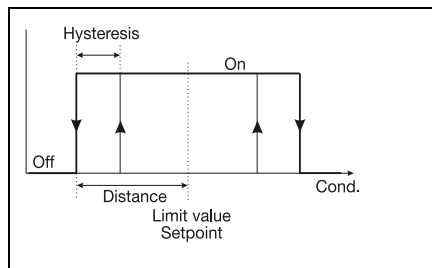 Hysteresis
On
Off
Cond.
Distance
Limit value
Setpoint